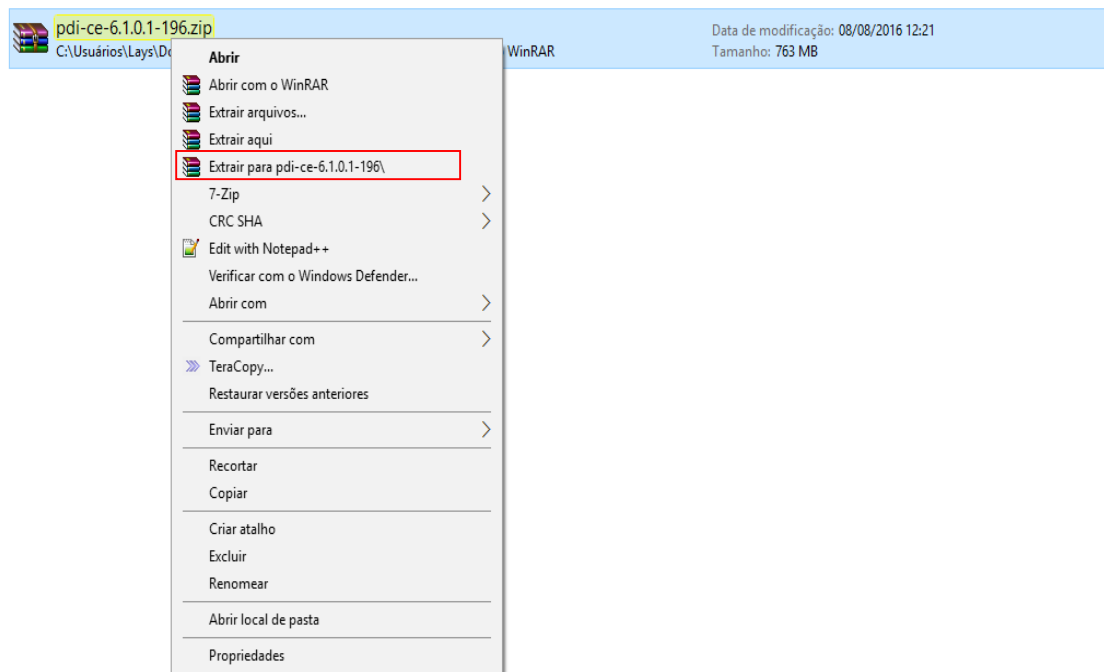 pdi-ce-6.1.0.1-196.zip
C:\Usuários\Lays\Do
WinRAR
Data de modificação: 08/08/2016 12:21
Tamanho: 763 MB
Abrir
Abrir com o WinRAR
Extrair arquivos...
Extrair aqui
Extrair para pdi-ce-6.1.0.1-196\
7-Zip
CRC SHA
Edit with Notepad++
Verificar com o Windows Defender...
Abrir com
Compartilhar com
TeraCopy...
Restaurar versões anteriores
Enviar para
Recortar
Copiar
Criar atalho
Excluir
Renomear
Abrir local de pasta
Propriedades